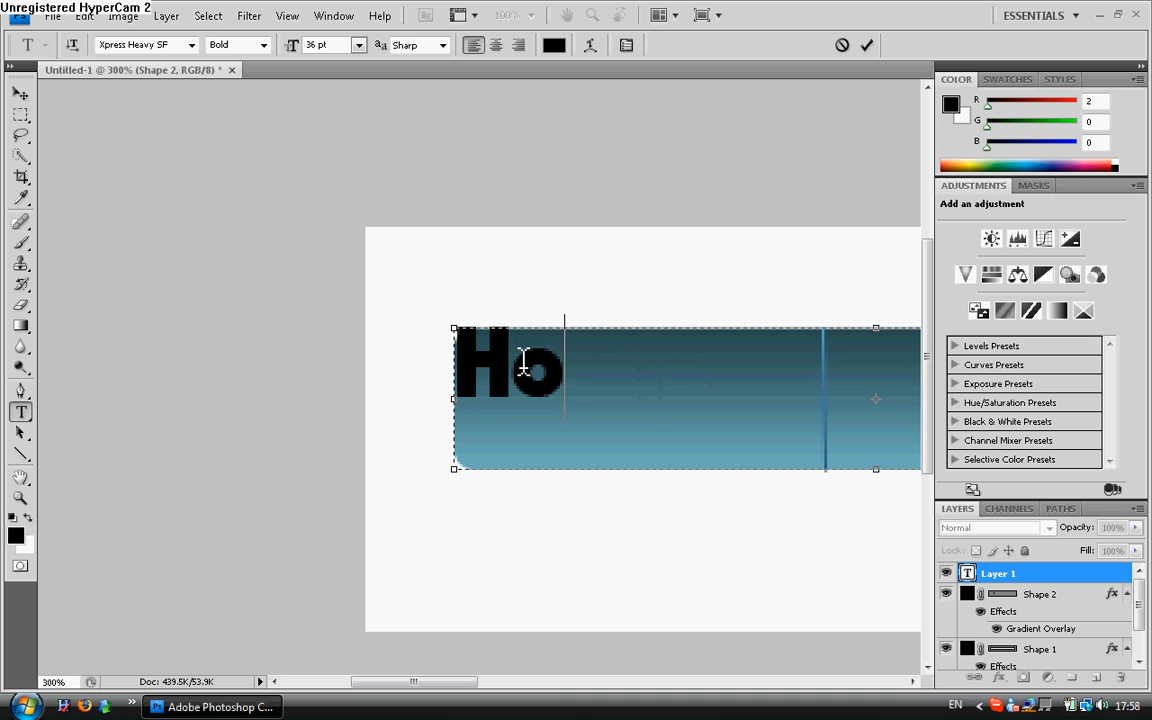 Unregistered HyperCam 2
Edit Image Layer Select Filter View Window Help Br 100% ESSENTIALS
Xpress Heavy SF Bold 36 pt Sharp
Untitled-1 @ 300% (Shape 2, RGB/8) *
COLOR SWATCHES STYLES
R 2
G 0
B 0
ADJUSTMENTS MASKS
Add an adjustment
Levels Presets
Curves Presets
Exposure Presets
Hue/Saturation Presets
Black & White Presets
Channel Mixer Presets
Selective Color Presets
Ho
LAYERS CHANNELS PATHS
Normal Opacity: 100%
Lock: Fill: 100%
T Layer 1
Shape 2 fx
Effects
Gradient Overlay
Shape 1 fx
Effects
300% Doc: 439.5K/53.9K
Ps Adobe Photoshop C... EN 17:58